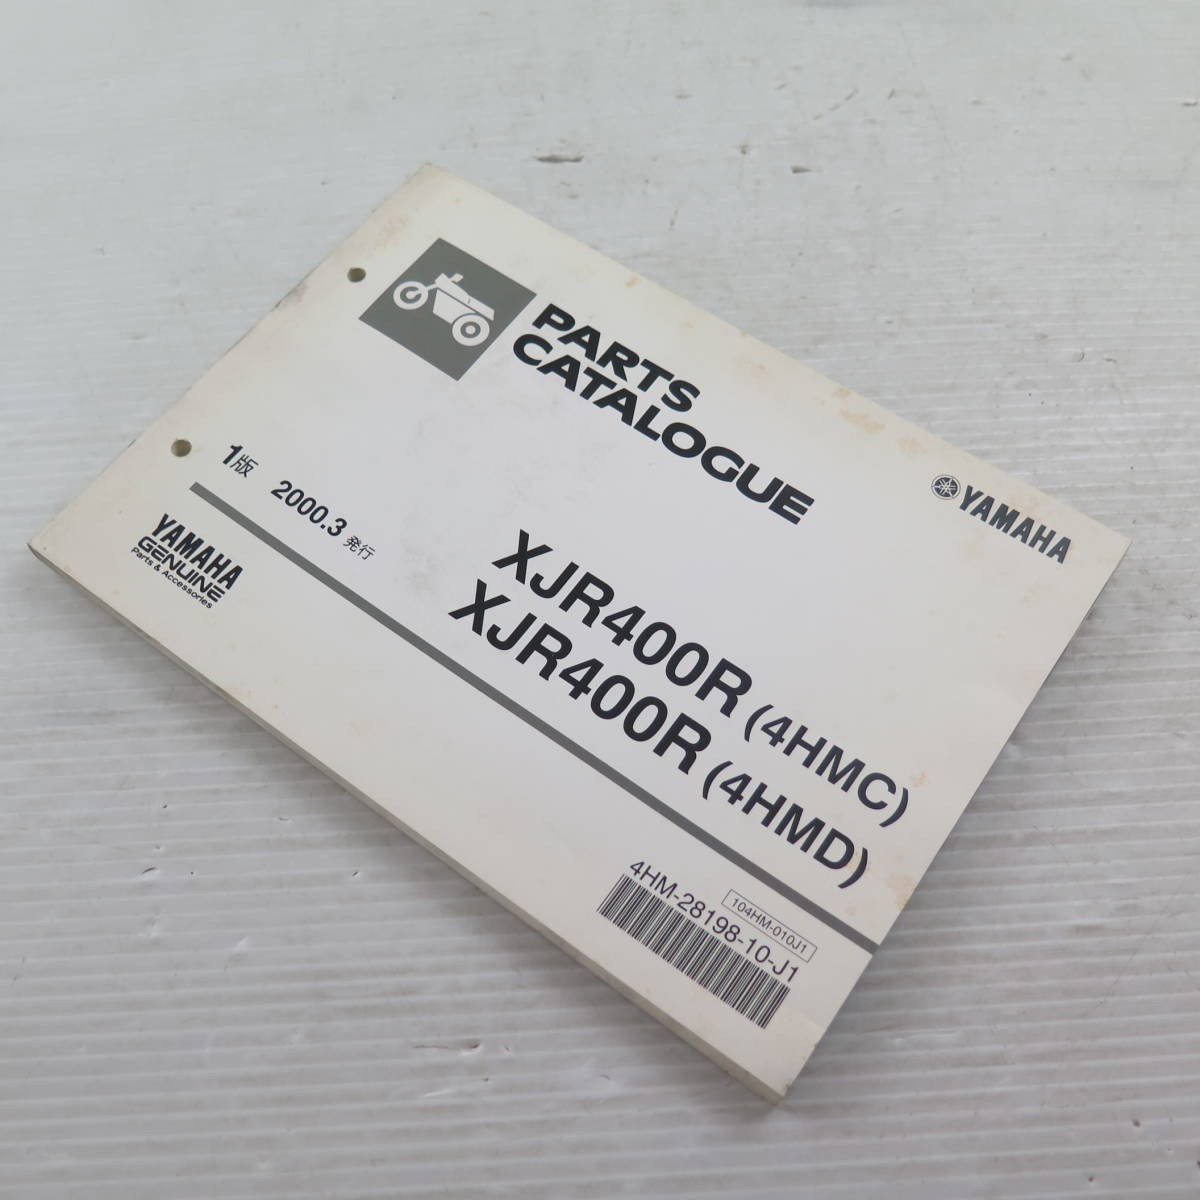 PARTS
CATALOGUE
YAMAHA
1版 2000.3 発行
YAMAHA
GENUINE
Parts & Accessories
XJR400R (4HMC)
XJR400R (4HMD)
104HM-010J1
4HM-28198-10-J1